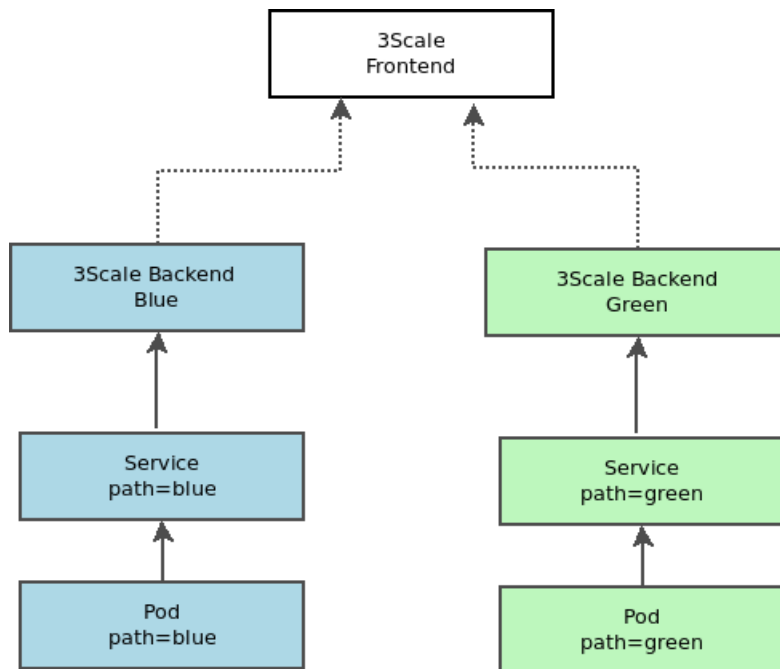 3Scale
Frontend
3Scale Backend
Blue
3Scale Backend
Green
Service
path=blue
Service
path=green
Pod
path=blue
Pod
path=green